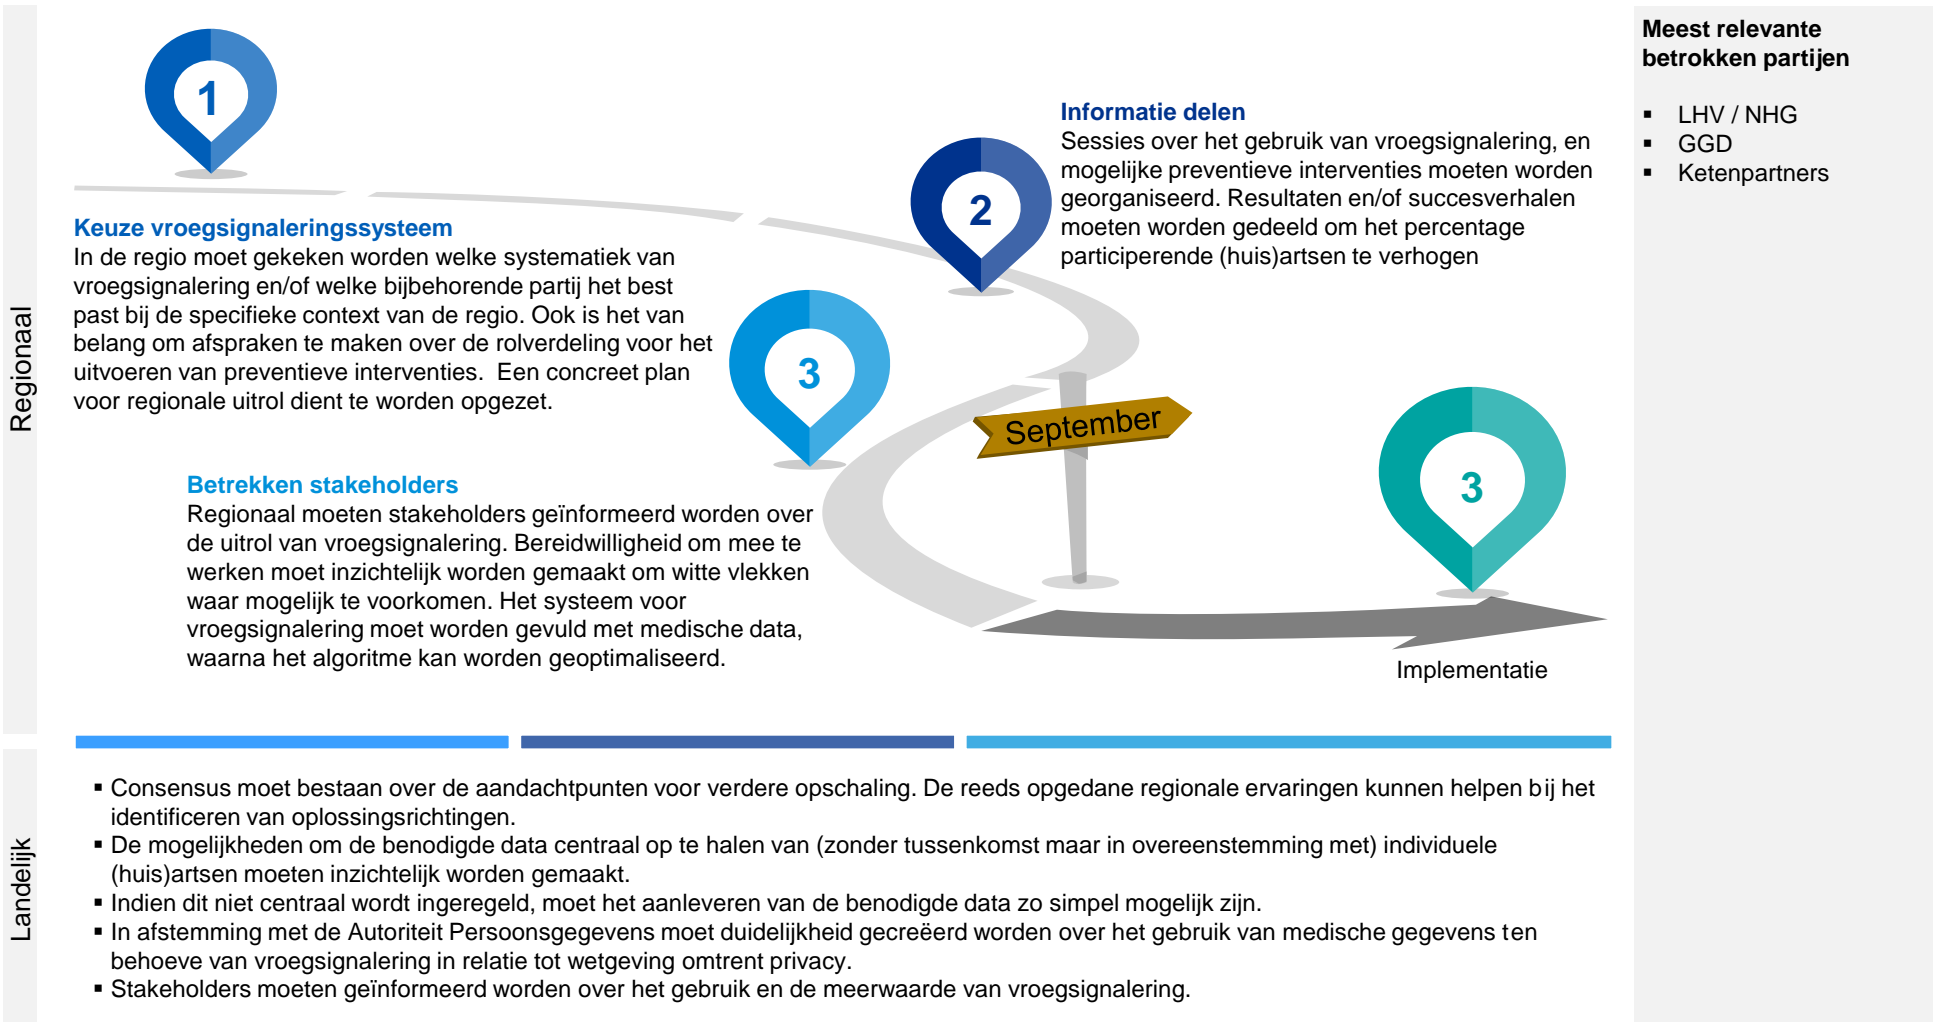 Regionaal
1
Keuze vroegsignaleringssysteem
In de regio moet gekeken worden welke systematiek van
vroegsignalering en/of welke bijbehorende partij het best
past bij de specifieke context van de regio. Ook is het van
belang om afspraken te maken over de rolverdeling voor het
uitvoeren van preventieve interventies.  Een concreet plan
voor regionale uitrol dient te worden opgezet.
2
Informatie delen
Sessies over het gebruik van vroegsignalering, en
mogelijke preventieve interventies moeten worden
georganiseerd. Resultaten en/of succesverhalen
moeten worden gedeeld om het percentage
participerende (huis)artsen te verhogen
3
Betrekken stakeholders
Regionaal moeten stakeholders geïnformeerd worden over
de uitrol van vroegsignalering. Bereidwilligheid om mee te
werken moet inzichtelijk worden gemaakt om witte vlekken
waar mogelijk te voorkomen. Het systeem voor
vroegsignalering moet worden gevuld met medische data,
waarna het algoritme kan worden geoptimaliseerd.
September
3
Implementatie
Meest relevante
betrokken partijen
▪ LHV / NHG
▪ GGD
▪ Ketenpartners
Landelijk
▪ Consensus moet bestaan over de aandachtpunten voor verdere opschaling. De reeds opgedane regionale ervaringen kunnen helpen bij het
identificeren van oplossingsrichtingen.
▪ De mogelijkheden om de benodigde data centraal op te halen van (zonder tussenkomst maar in overeenstemming met) individuele
(huis)artsen moeten inzichtelijk worden gemaakt.
▪ Indien dit niet centraal wordt ingeregeld, moet het aanleveren van de benodigde data zo simpel mogelijk zijn.
▪ In afstemming met de Autoriteit Persoonsgegevens moet duidelijkheid gecreëerd worden over het gebruik van medische gegevens ten
behoeve van vroegsignalering in relatie tot wetgeving omtrent privacy.
▪ Stakeholders moeten geïnformeerd worden over het gebruik en de meerwaarde van vroegsignalering.